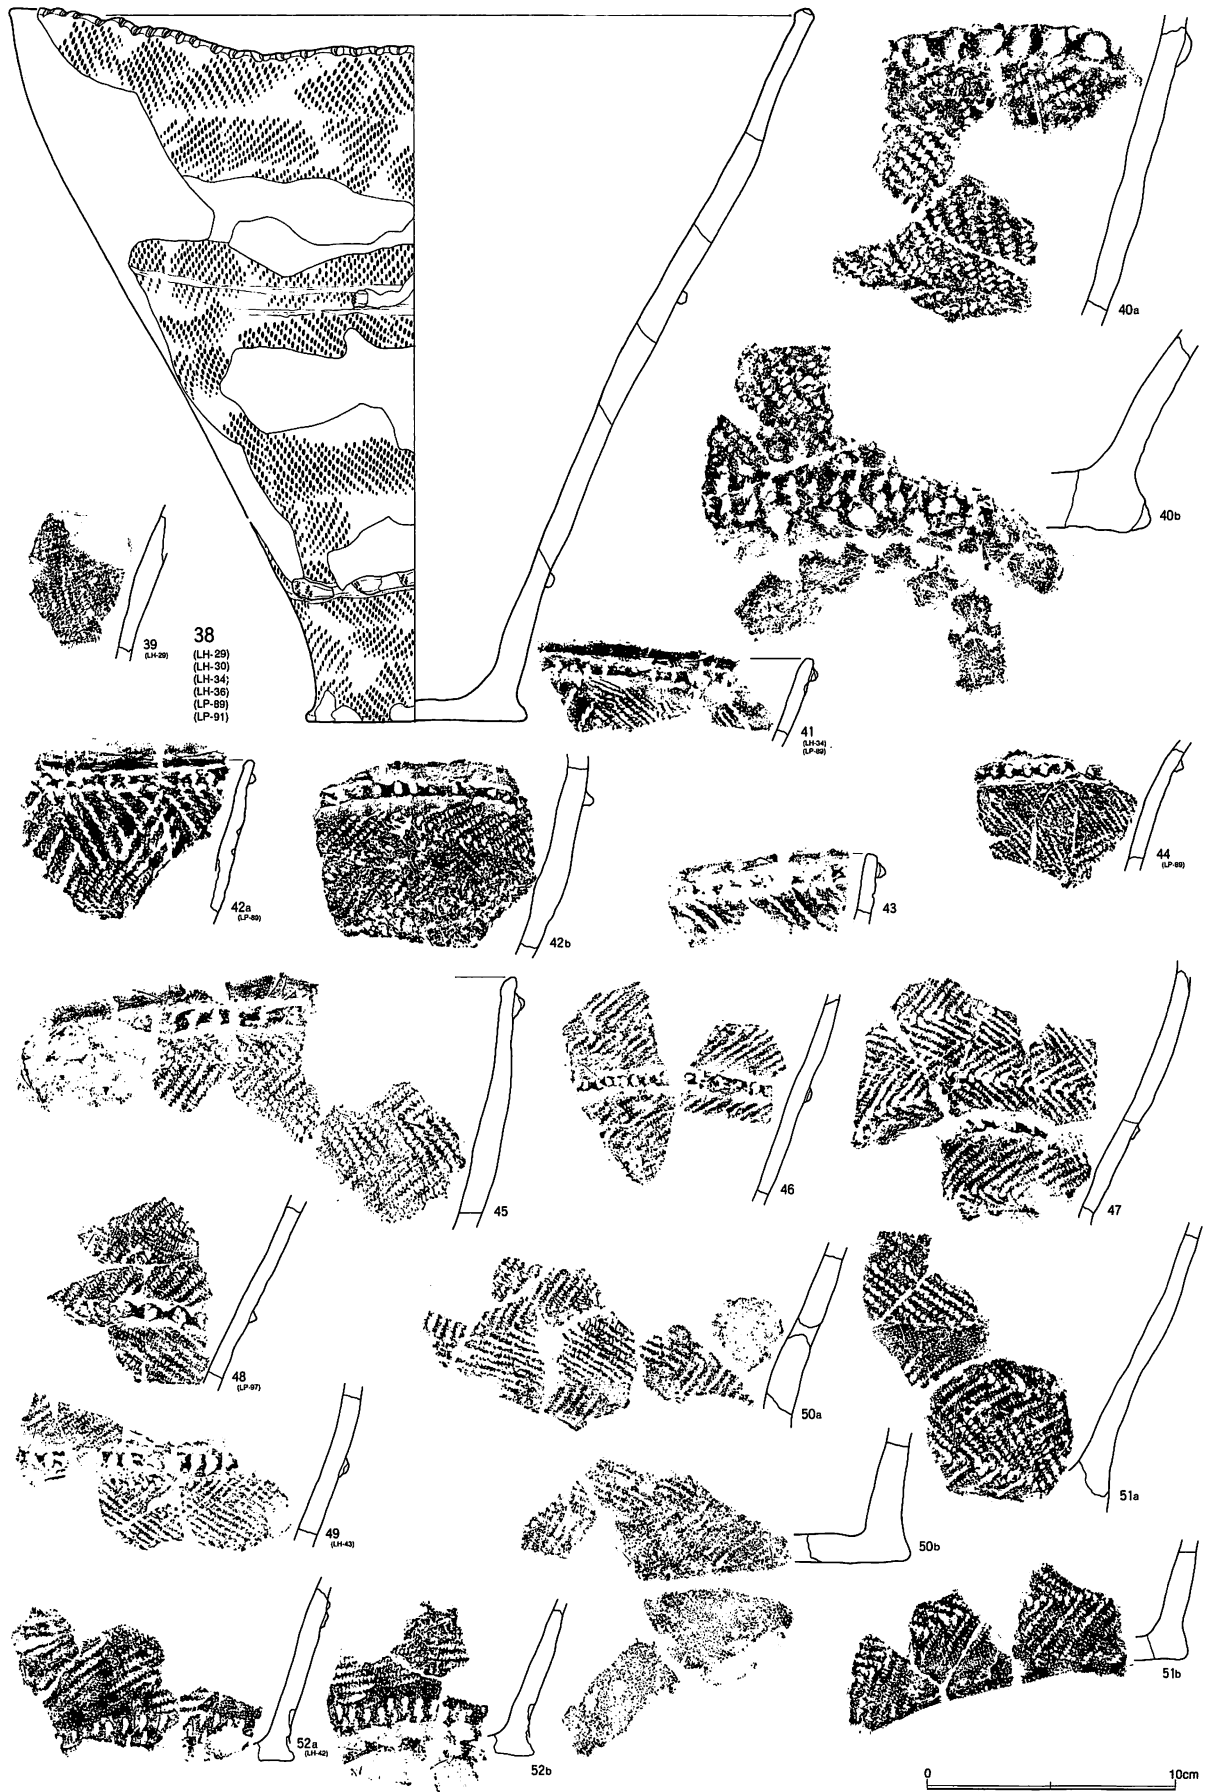 40a
40b
39
(LH-29)
38
(LH-29)
(LH-30)
(LH-34)
(LH-36)
(LP-89)
(LP-91)
41
(LH-34)
(LP-89)
42a
(LP-89)
42b
43
44
(LP-89)
45
46
47
48
(LP-97)
49
(LH-43)
50a
50b
51a
51b
52a
(LH-42)
52b
0 10cm